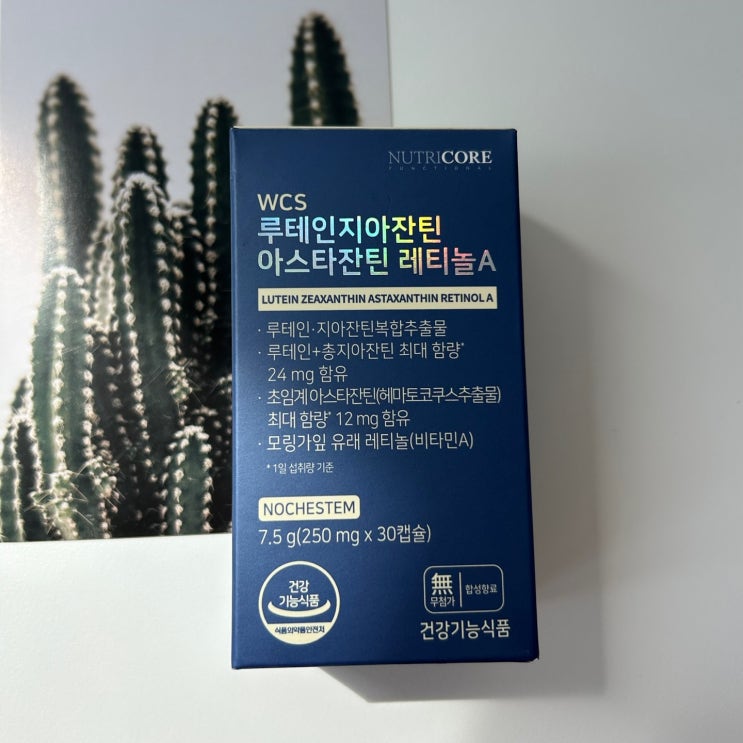 NUTRICORE
FUNCTIONAL
WCS
루테인지아잔틴
아스타잔틴 레티놀A
LUTEIN ZEAXANTHIN ASTAXANTHIN RETINOL A
· 루테인·지아잔틴복합추출물
· 루테인+총지아잔틴 최대 함량*
24 mg 함유
· 초임계 아스타잔틴(헤마토코쿠스추출물)
최대 함량* 12 mg 함유
· 모링가잎 유래 레티놀(비타민A)
* 1일 섭취량 기준
NOCHESTEM
7.5 g(250 mg x 30캡슐)
건강
기능식품
식품의약품안전처
無
무첨가
합성향료
건강기능식품